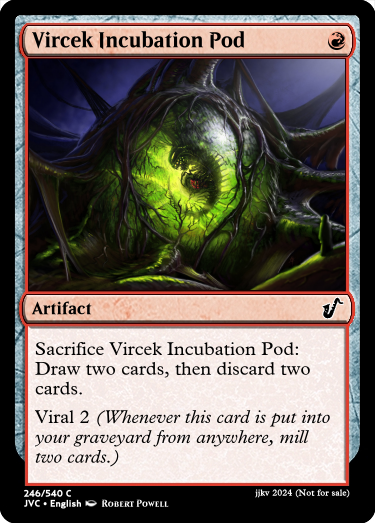 Vircek Incubation Pod
Artifact
Sacrifice Vircek Incubation Pod:
Draw two cards, then discard two
cards.
Viral 2 (Whenever this card is put into
your graveyard from anywhere, mill
two cards.)
246/540 C
JVC • English Robert Powell
jjkv 2024 (Not for sale)